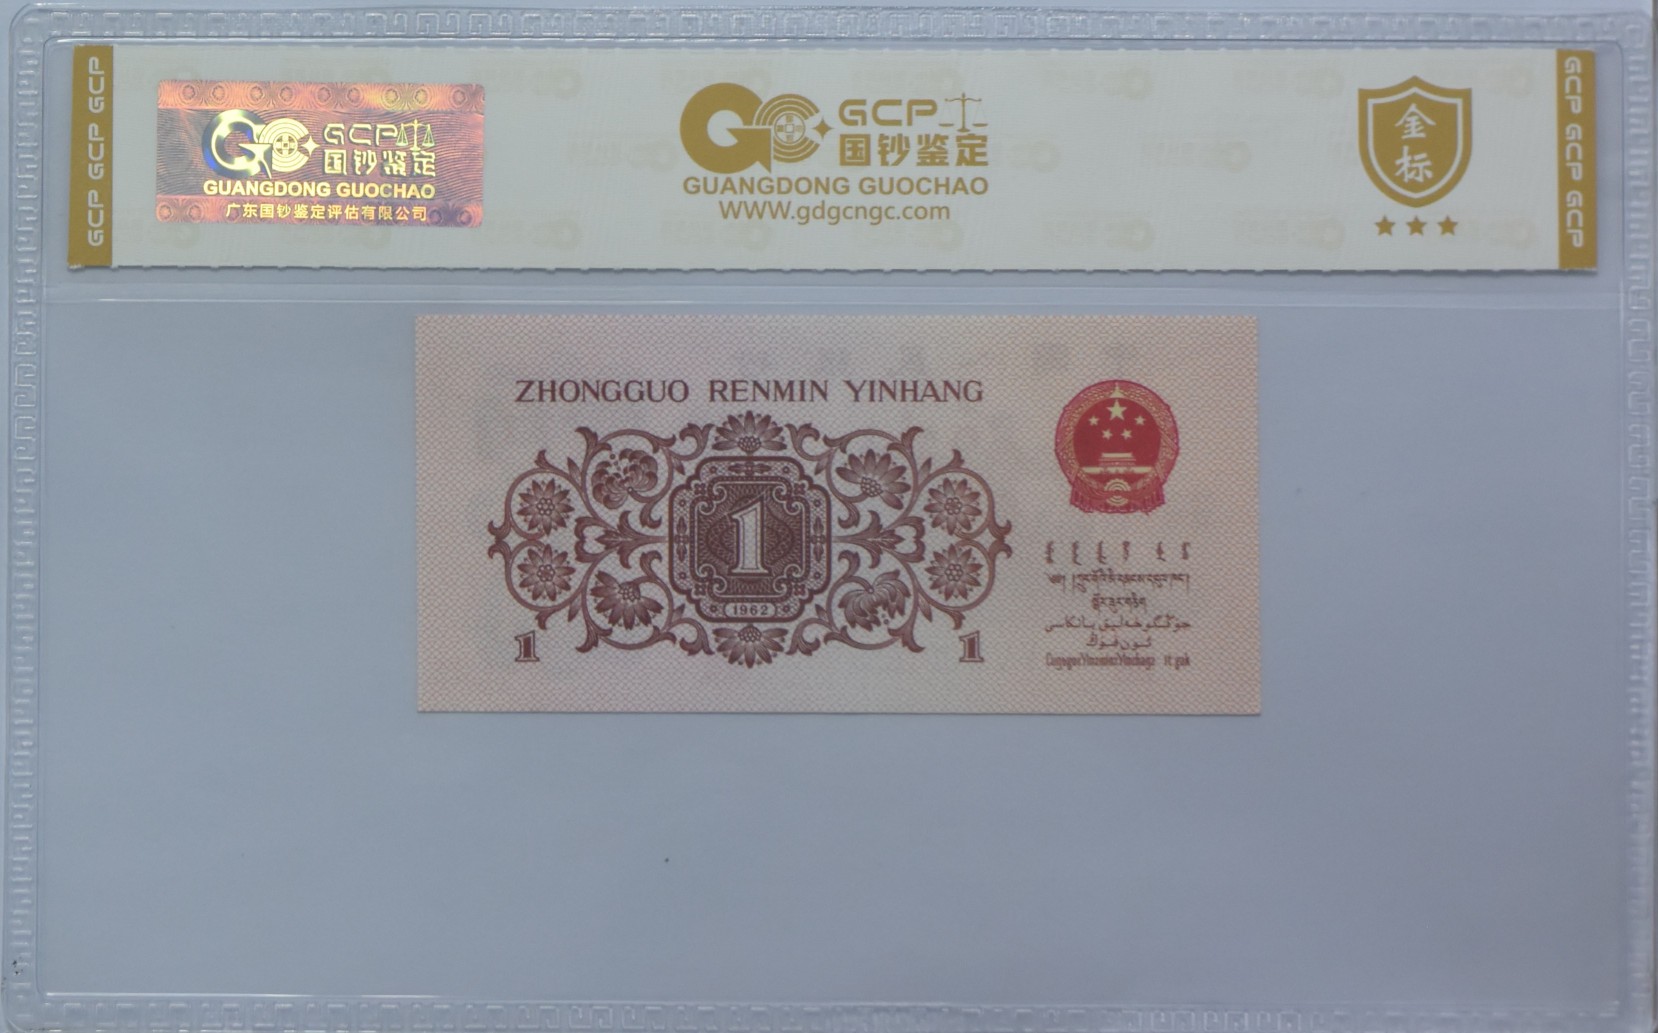 GCP GCP GCP
GCP
国钞鉴定
GUANGDONG GUOCHAO
广东国钞鉴定评估有限公司
GCP
国钞鉴定
GUANGDONG GUOCHAO
WWW.gdgcngc.com
金标
GCP GCP GCP
ZHONGGUO RENMIN YINHANG
1
1962
1
1